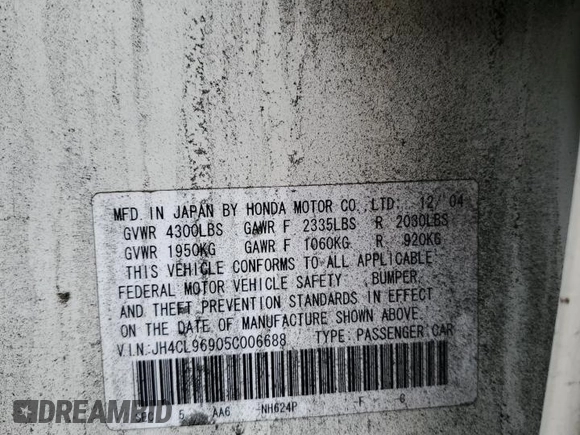 MFD. IN JAPAN BY HONDA MOTOR CO.,LTD: 12/ 04
GVWR 4300LBS GAWR F 2335LBS R 2030LBS
GVWR 1950KG GAWR F 1060KG R 920KG
THIS VEHICLE CONFORMS TO ALL APPLICABLE
FEDERAL MOTOR VEHICLE SAFETY , BUMPER,
AND THEFT PREVENTION STANDARDS IN EFFECT
ON THE DATE OF MANUFACTURE SHOWN ABOVE.
V.I.N:JH4CL96905C006688 TYPE:PASSENGER CAR
5 AA6 -NH624P -F- 6
DREAMBID